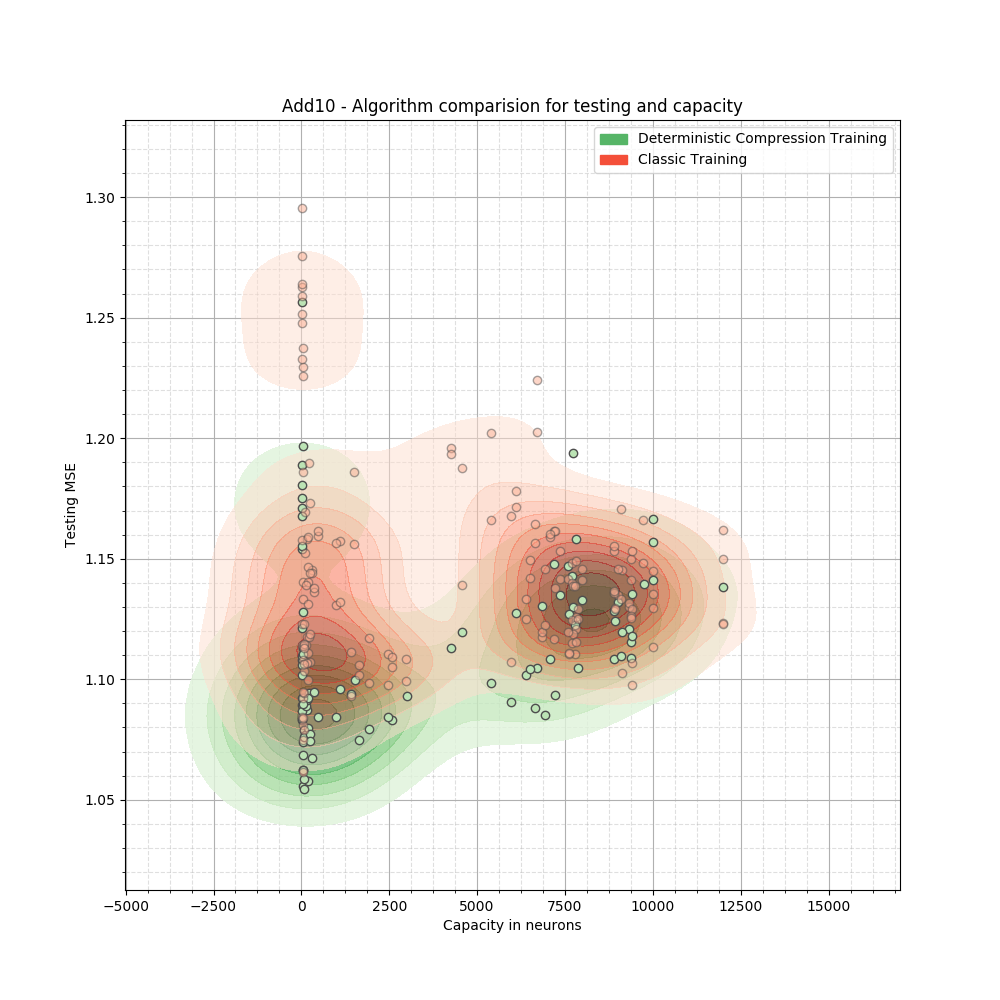 Add10 - Algorithm comparision for testing and capacity
Deterministic Compression Training
Classic Training
1.30
1.25
1.20
1.15
1.10
1.05
Testing MSE
−5000 −2500 0 2500 5000 7500 10000 12500 15000
Capacity in neurons